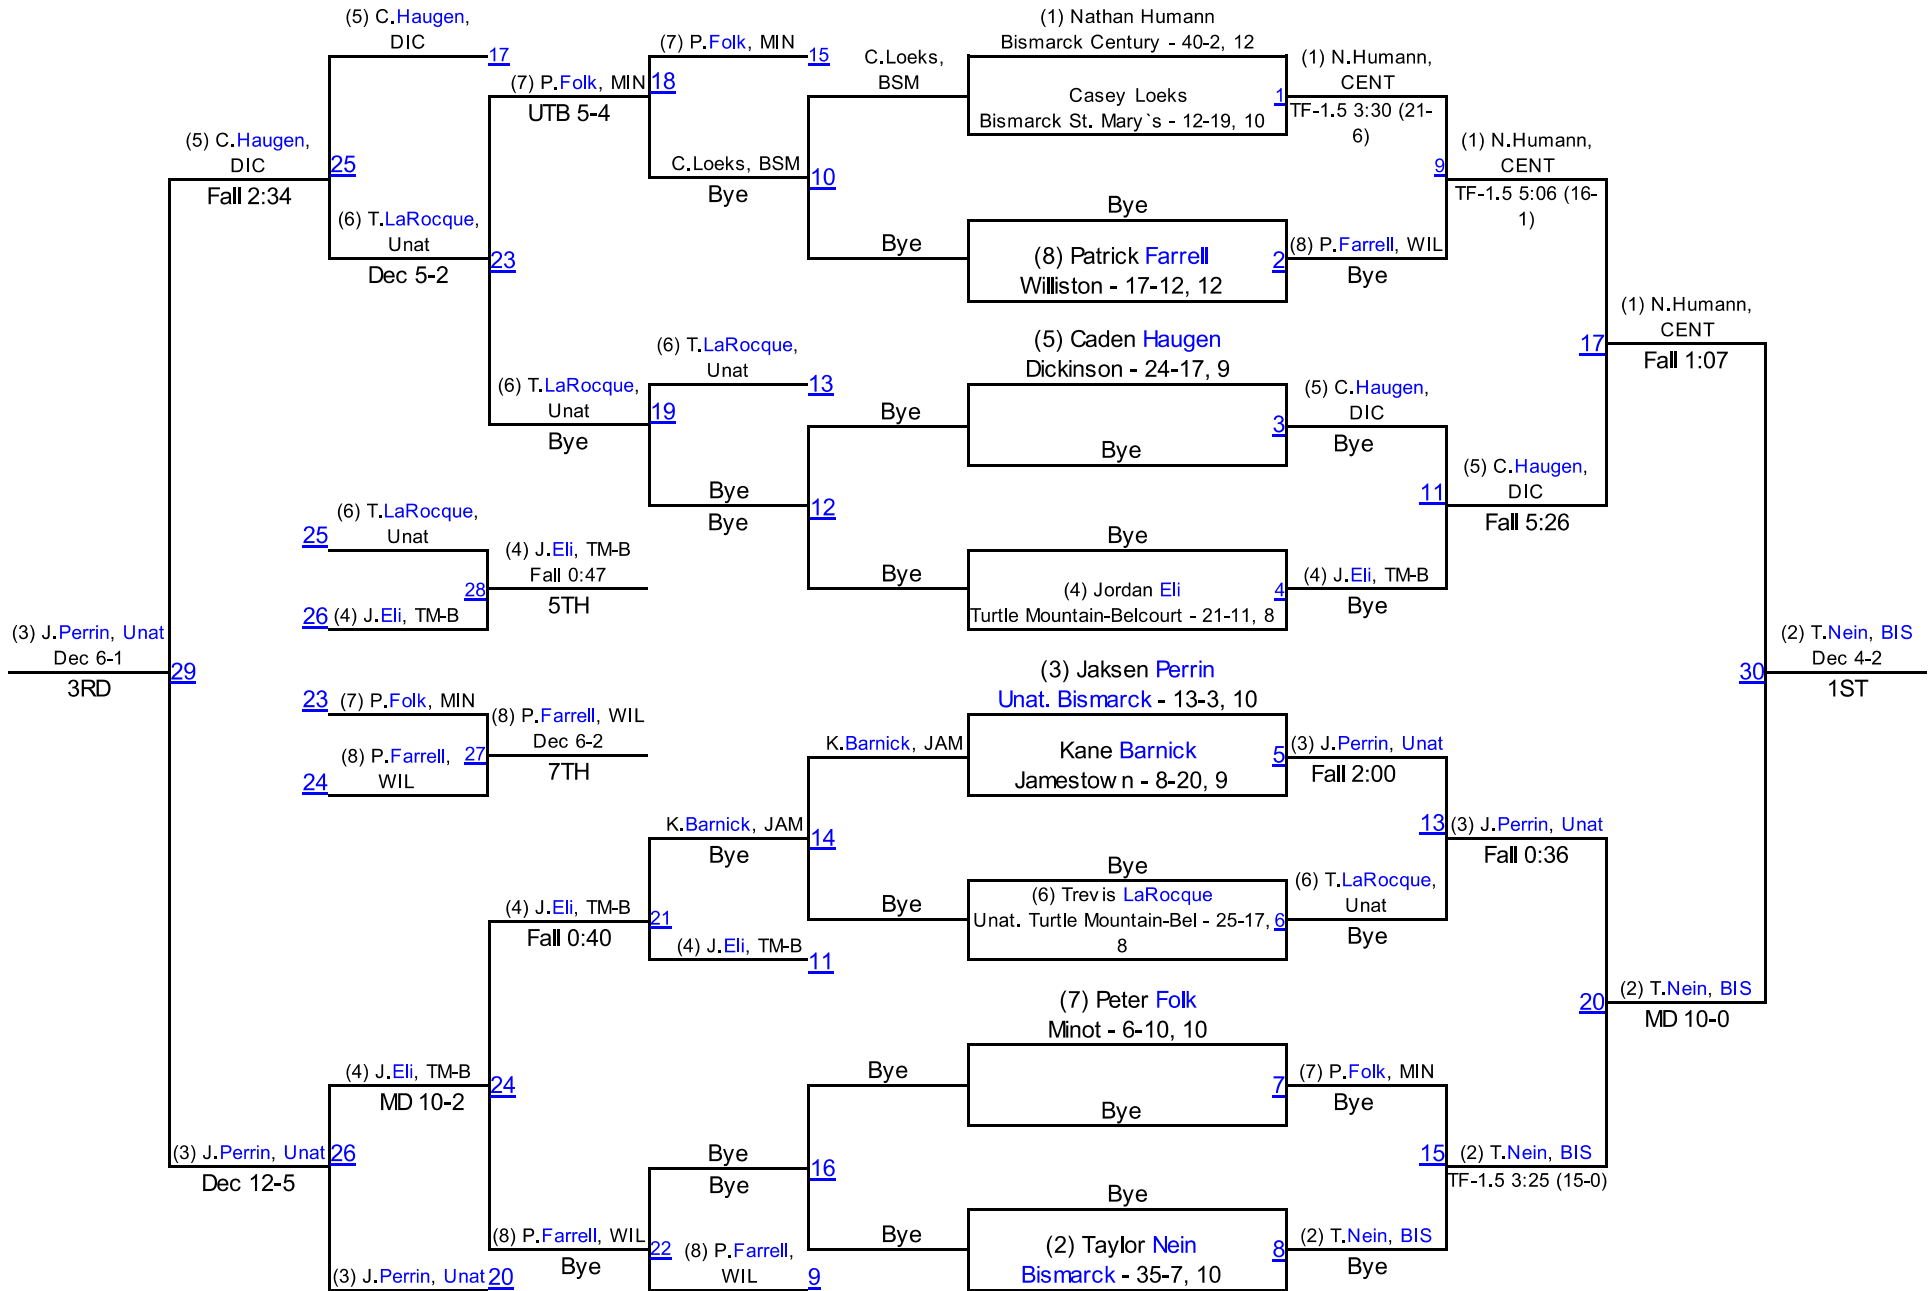 (5) C.Haugen,
DIC
17
(7) P.Folk, MIN
UTB 5-4
18
(7) P.Folk, MIN
15
C.Loeks,
BSM
(1) Nathan Humann
Bismarck Century - 40-2, 12
Casey Loeks
Bismarck St. Mary`s - 12-19, 10
1
(1) N.Humann,
CENT
TF-1.5 3:30 (21-
6)
(5) C.Haugen,
DIC
Fall 2:34
25
C.Loeks, BSM
Bye
10
9
(1) N.Humann,
CENT
TF-1.5 5:06 (16-
1)
(6) T.LaRocque,
Unat
Dec 5-2
23
Bye
Bye
(8) Patrick Farrell
Williston - 17-12, 12
2
(8) P.Farrell, WIL
Bye
(1) N.Humann,
CENT
Fall 1:07
17
(6) T.LaRocque,
Unat
13
(5) Caden Haugen
Dickinson - 24-17, 9
Bye
3
(5) C.Haugen,
DIC
Bye
(6) T.LaRocque,
Unat
Bye
19
Bye
Bye
Bye
12
11
(5) C.Haugen,
DIC
Fall 5:26
25
(6) T.LaRocque,
Unat
(4) J.Eli, TM-B
Fall 0:47
5TH
28
26
(4) J.Eli, TM-B
Bye
Bye
(4) Jordan Eli
Turtle Mountain-Belcourt - 21-11, 8
4
(4) J.Eli, TM-B
Bye
(3) J.Perrin, Unat
Dec 6-1
3RD
29
30
(2) T.Nein, BIS
Dec 4-2
1ST
23
(7) P.Folk, MIN
(8) P.Farrell, WIL
Dec 6-2
7TH
27
24
(8) P.Farrell,
WIL
K.Barnick, JAM
(3) Jaksen Perrin
Unat. Bismarck - 13-3, 10
Kane Barnick
Jamestown - 8-20, 9
5
(3) J.Perrin, Unat
Fall 2:00
K.Barnick, JAM
Bye
14
13
(3) J.Perrin, Unat
Fall 0:36
(4) J.Eli, TM-B
Fall 0:40
21
(4) J.Eli, TM-B
11
Bye
Bye
(6) Trevis LaRocque
Unat. Turtle Mountain-Bel - 25-17,
8
6
(6) T.LaRocque,
Unat
Bye
20
(2) T.Nein, BIS
MD 10-0
(4) J.Eli, TM-B
MD 10-2
24
Bye
(7) Peter Folk
Minot - 6-10, 10
Bye
7
(7) P.Folk, MIN
Bye
(3) J.Perrin, Unat
Dec 12-5
26
Bye
Bye
16
15
(2) T.Nein, BIS
TF-1.5 3:25 (15-0)
(3) J.Perrin, Unat
20
(8) P.Farrell, WIL
Bye
22
(8) P.Farrell,
WIL
9
Bye
Bye
(2) Taylor Nein
Bismarck - 35-7, 10
8
(2) T.Nein, BIS
Bye